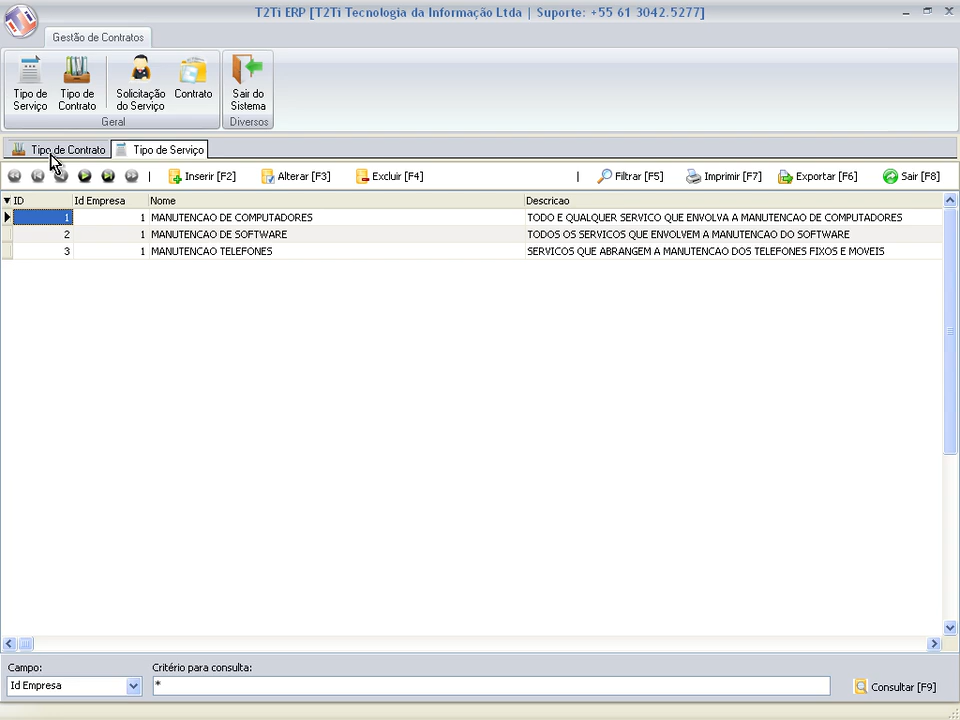 T2Ti ERP [T2Ti Tecnologia da Informação Ltda | Suporte: +55 61 3042.5277]
Gestão de Contratos
Tipo de Serviço
Tipo de Contrato
Solicitação do Serviço
Contrato
Sair do Sistema
Geral
Diversos
Tipo de Contrato
Tipo de Serviço
| Inserir [F2] Alterar [F3] Excluir [F4] | Filtrar [F5] Imprimir [F7] Exportar [F6] Sair [F8]
ID Id Empresa Nome Descricao
1 1 MANUTENCAO DE COMPUTADORES TODO E QUALQUER SERVICO QUE ENVOLVA A MANUTENCAO DE COMPUTADORES
2 1 MANUTENCAO DE SOFTWARE TODOS OS SERVICOS QUE ENVOLVEM A MANUTENCAO DO SOFTWARE
3 1 MANUTENCAO TELEFONES SERVICOS QUE ABRANGEM A MANUTENCAO DOS TELEFONES FIXOS E MOVEIS
Campo: Critério para consulta:
Id Empresa * Consultar [F9]